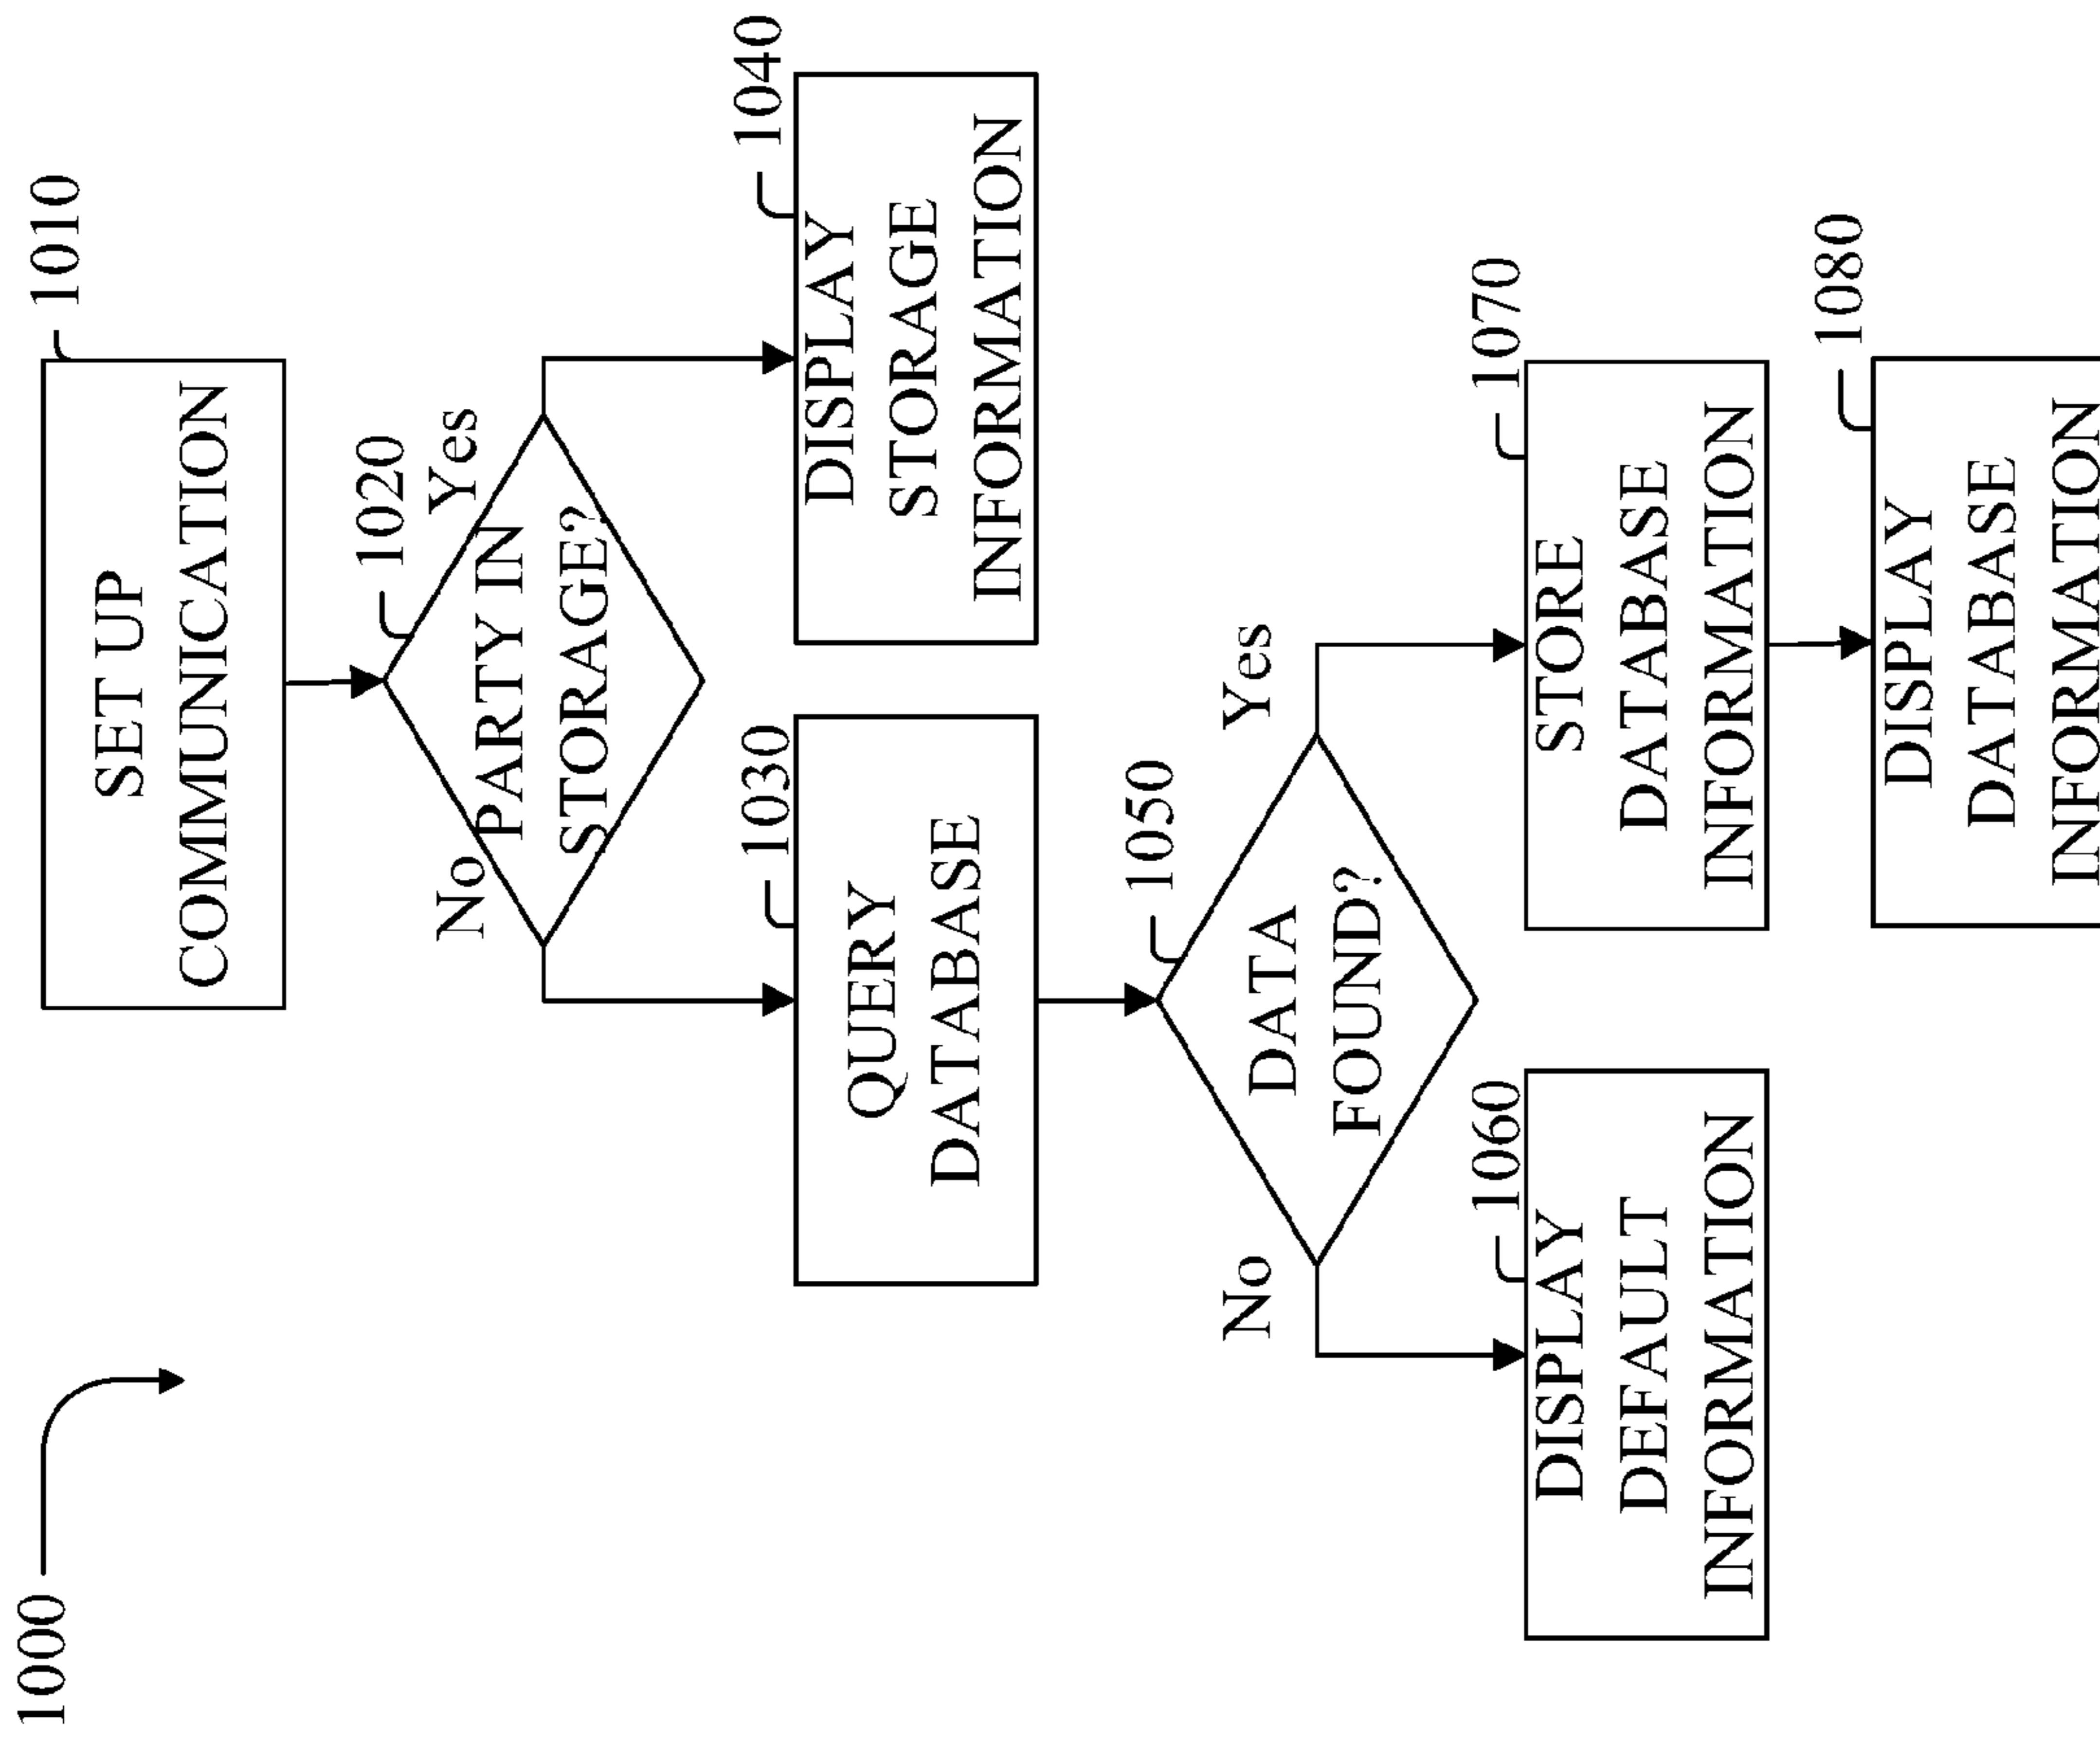 1000
1010
SET UP
COMMUNICATION
1020
No
Yes
PARTY IN
STORAGE?
1030
QUERY
DATABASE
1040
DISPLAY
STORAGE
INFORMATION
1050
No
Yes
DATA
FOUND?
1060
DISPLAY
DEFAULT
INFORMATION
1070
STORE
DATABASE
INFORMATION
1080
DISPLAY
DATABASE
INFORMATION